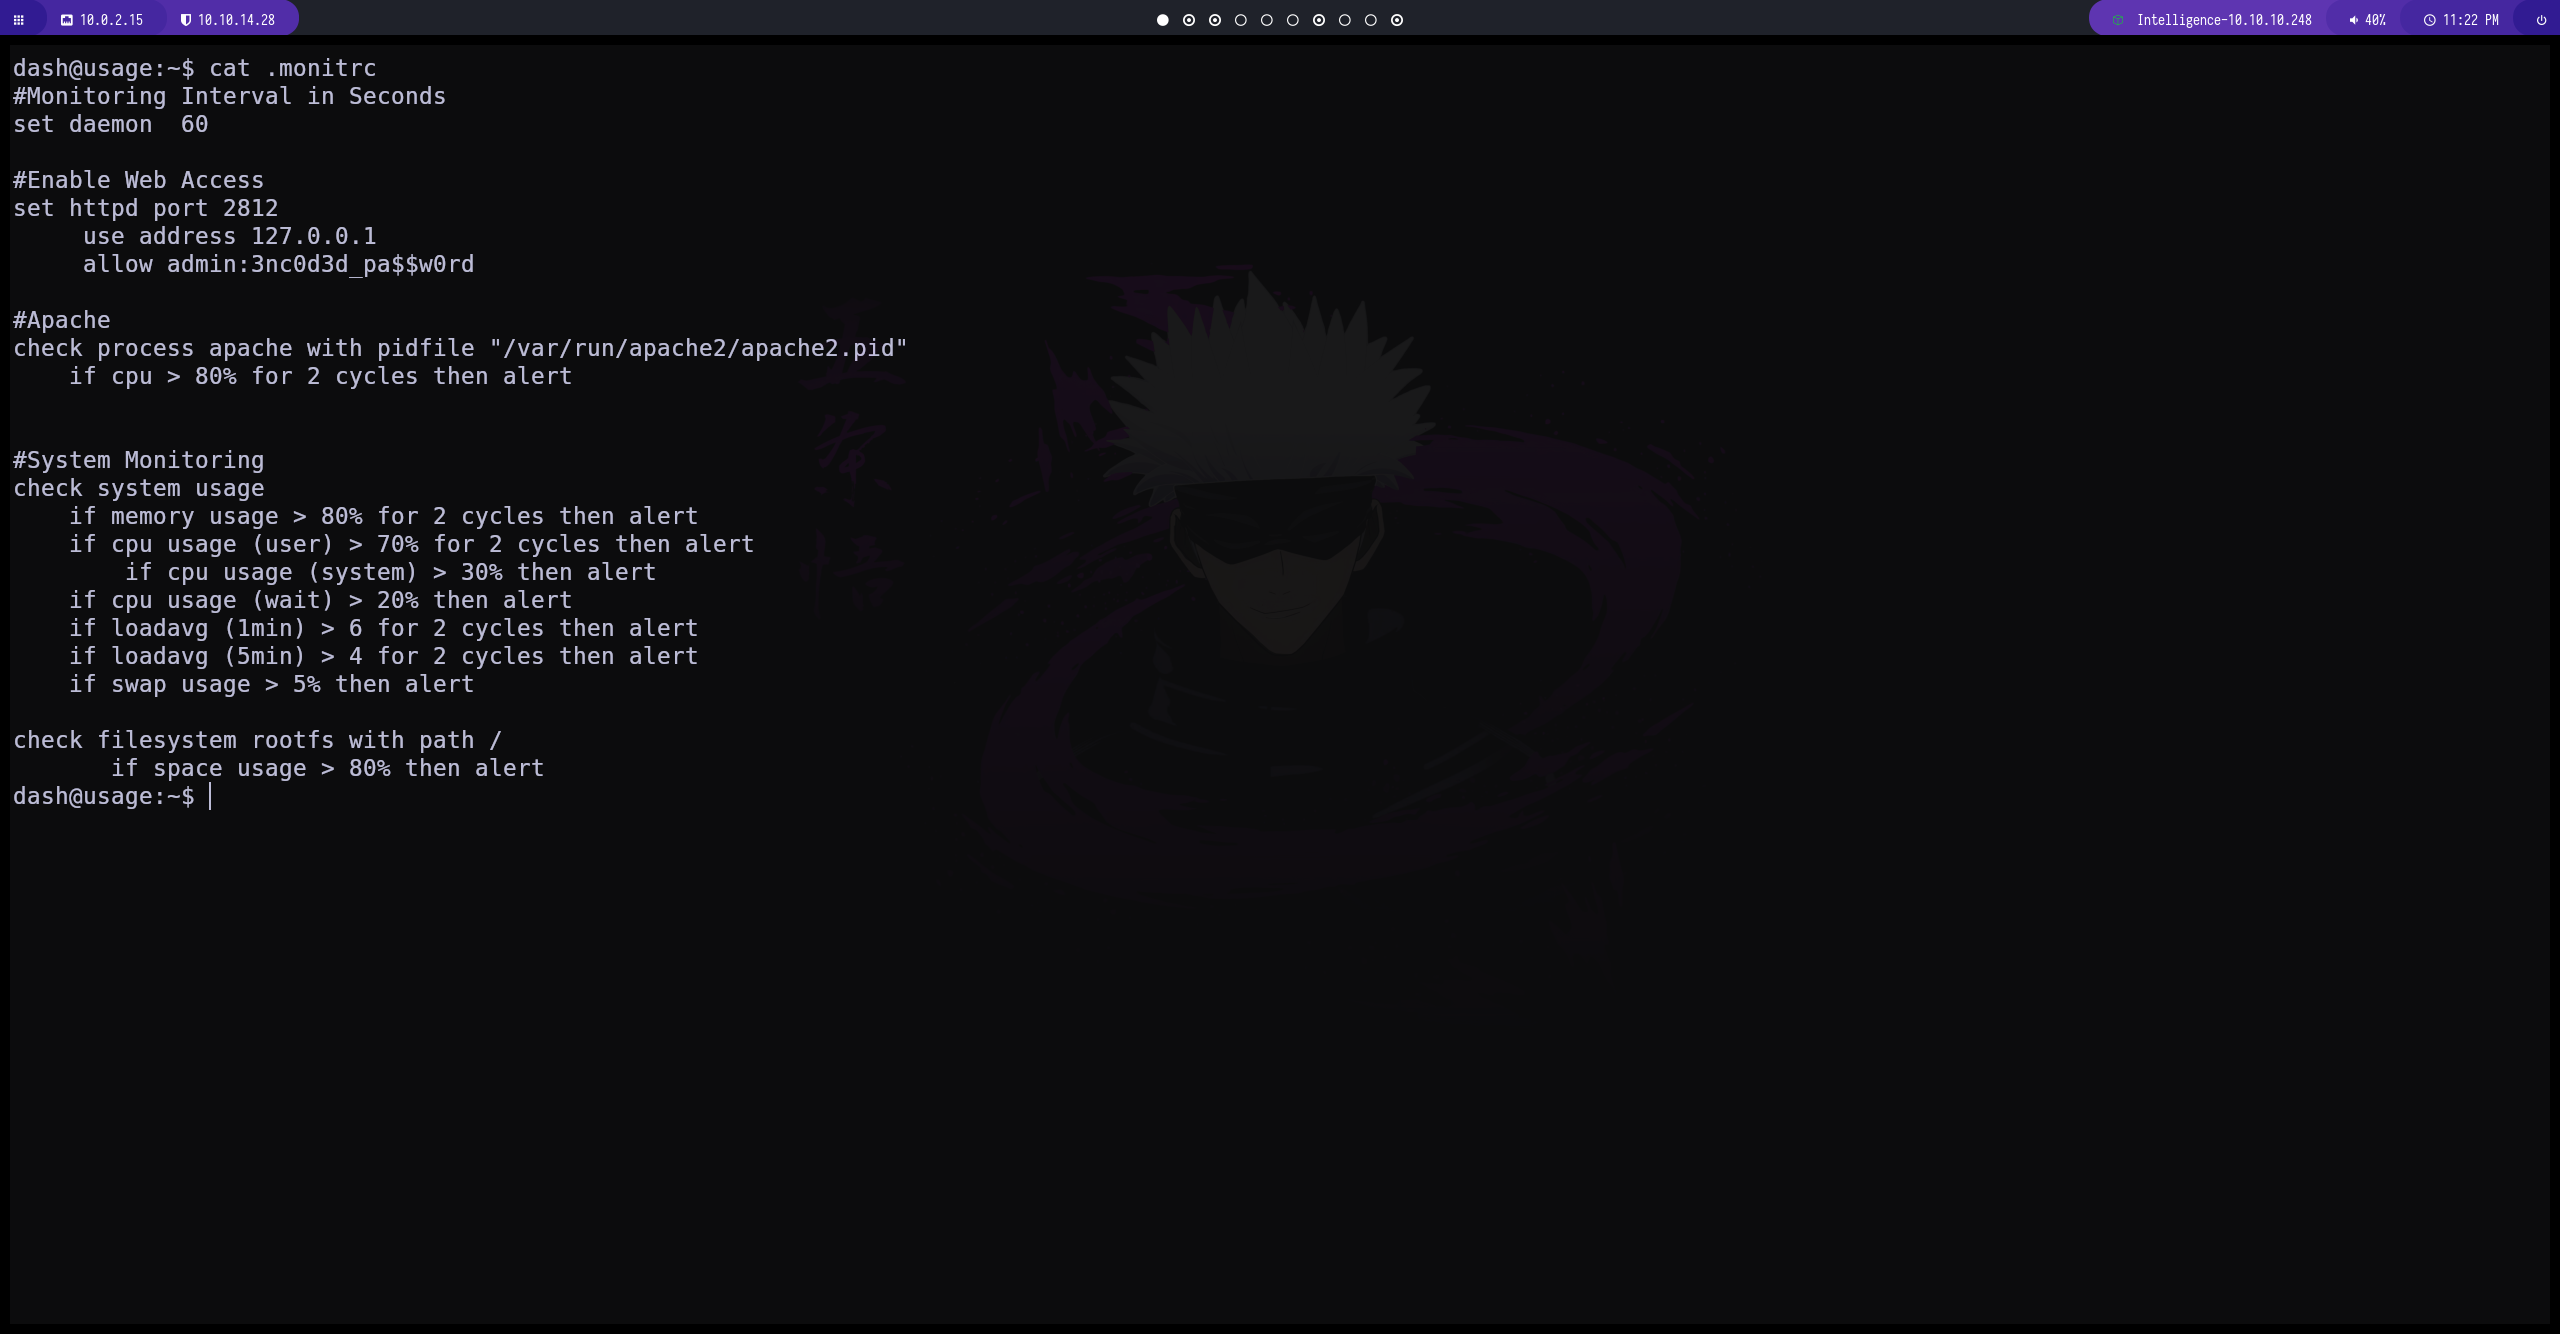 10.0.2.15 10.10.14.28 Intelligence-10.10.10.248 40% 11:22 PM
dash@usage:~$ cat .monitrc
#Monitoring Interval in Seconds
set daemon  60

#Enable Web Access
set httpd port 2812
     use address 127.0.0.1
     allow admin:3nc0d3d_pa$$w0rd

#Apache
check process apache with pidfile "/var/run/apache2/apache2.pid"
    if cpu > 80% for 2 cycles then alert


#System Monitoring
check system usage
    if memory usage > 80% for 2 cycles then alert
    if cpu usage (user) > 70% for 2 cycles then alert
        if cpu usage (system) > 30% then alert
    if cpu usage (wait) > 20% then alert
    if loadavg (1min) > 6 for 2 cycles then alert
    if loadavg (5min) > 4 for 2 cycles then alert
    if swap usage > 5% then alert

check filesystem rootfs with path /
       if space usage > 80% then alert
dash@usage:~$
五条悟